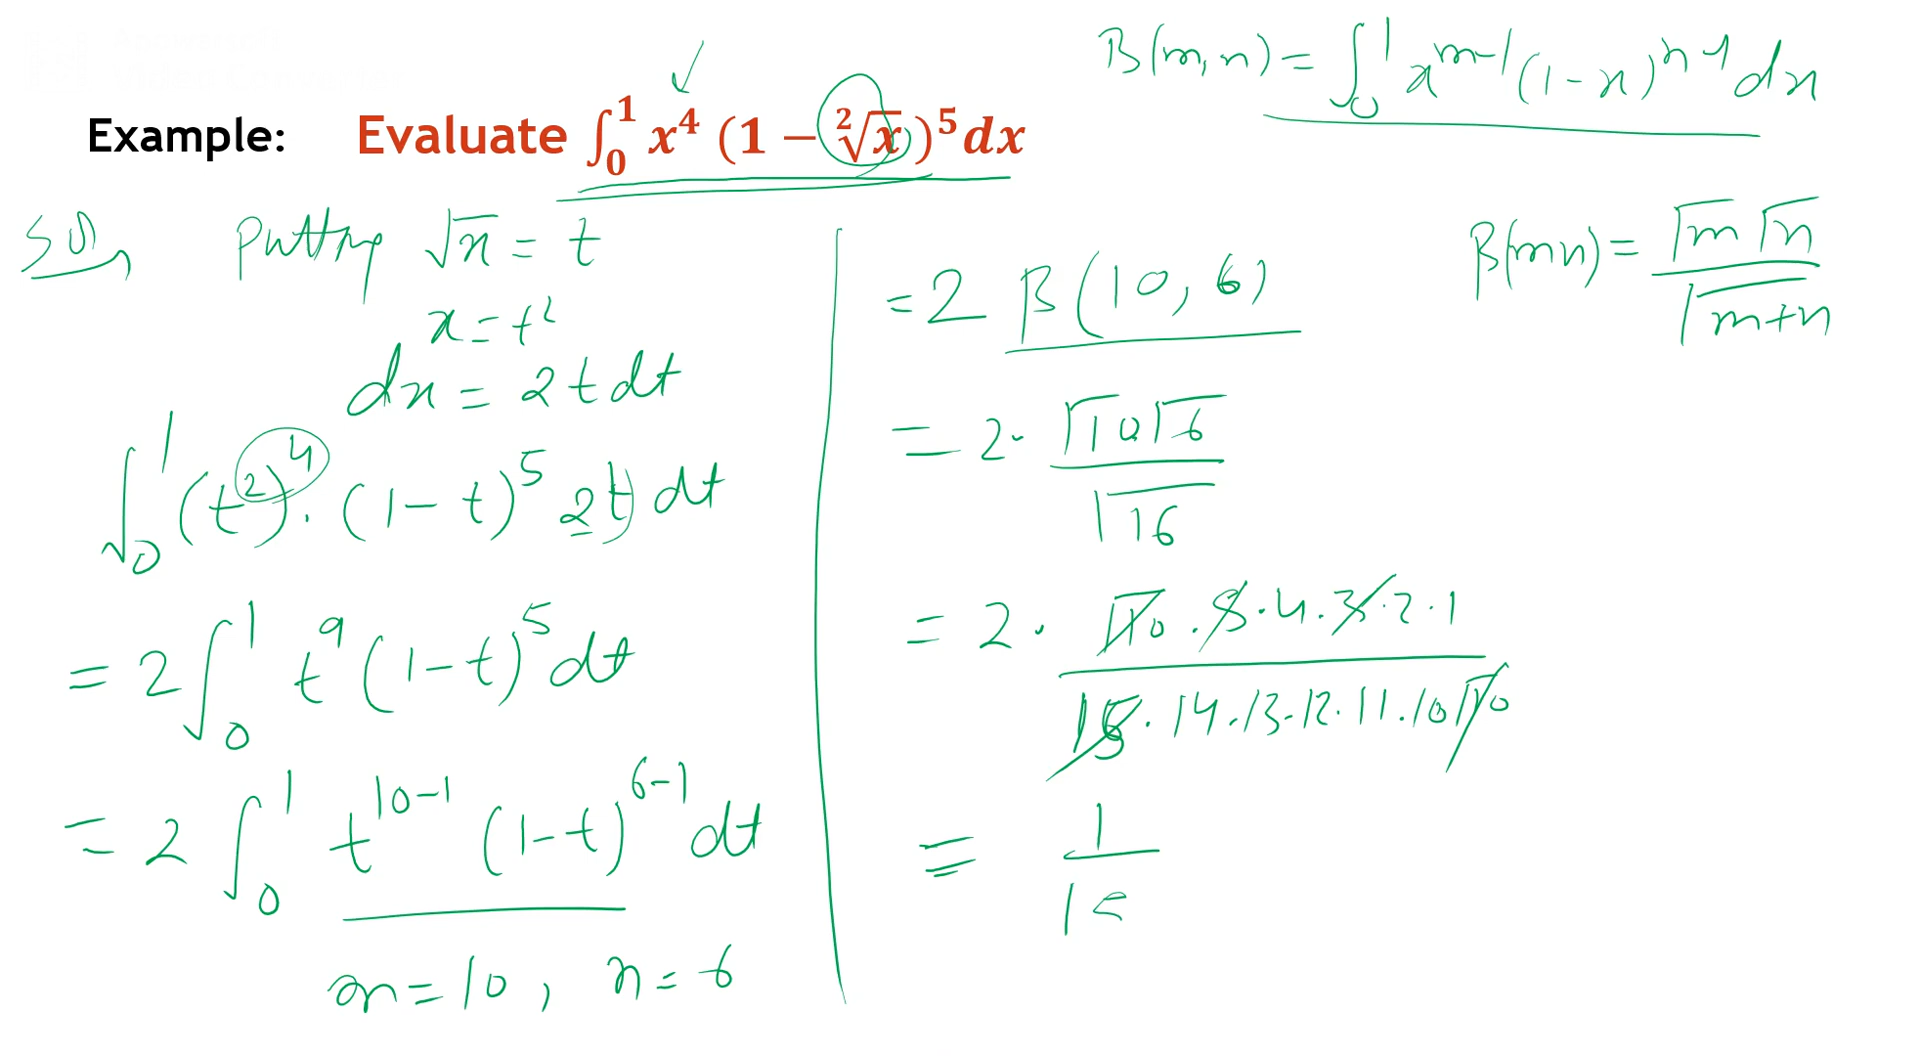 B(m, n) = ∫₀¹ x^{m-1} (1-x)^{n-1} dx
Example: Evaluate ∫₀¹ x⁴ (1 − ²√x)⁵ dx
Soln Putting √x = t
x = t²
dx = 2t dt
∫₀¹ (t²)⁴ . (1-t)⁵ 2t) dt
= 2 ∫₀¹ t⁹ (1-t)⁵ dt
= 2 ∫₀¹ t^{10-1} (1-t)^{6-1} dt
m = 10, n = 6
= 2 B(10, 6)
= 2. Γ10 Γ6 / Γ16
= 2 . Γ10 . 5.4.3.2.1 / 15.14.13.12.11.10 Γ10
= 1 / 15
B(mn) = Γm Γn / Γm+n